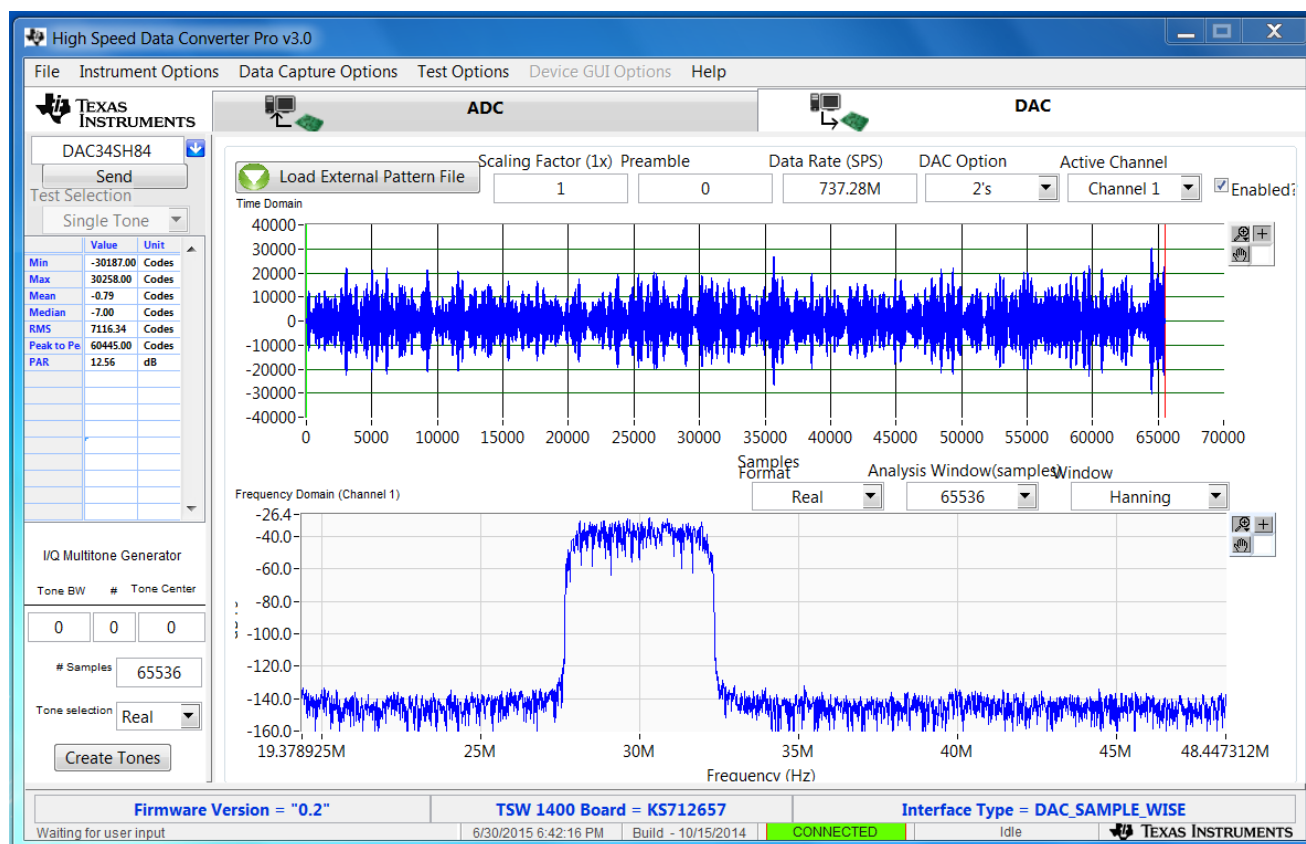 High Speed Data Converter Pro v3.0
File Instrument Options Data Capture Options Test Options Device GUI Options Help
TEXAS INSTRUMENTS
ADC
DAC
DAC34SH84
Send
Test Selection
Single Tone
Value Unit
Min -30187.00 Codes
Max 30258.00 Codes
Mean -0.79 Codes
Median -7.00 Codes
RMS 7116.34 Codes
Peak to Pe 60445.00 Codes
PAR 12.56 dB
I/Q Multitone Generator
Tone BW # Tone Center
0 0 0
# Samples 65536
Tone selection Real
Create Tones
Load External Pattern File
Scaling Factor (1x) Preamble Data Rate (SPS) DAC Option Active Channel
1 0 737.28M 2's Channel 1 Enabled?
Time Domain
40000
30000
20000
10000
0
-10000
-20000
-30000
-40000
0 5000 10000 15000 20000 25000 30000 35000 40000 45000 50000 55000 60000 65000 70000
Samples
Format Analysis Window(samples) Window
Real 65536 Hanning
Frequency Domain (Channel 1)
-26.4
-40.0
-60.0
-80.0
-100.0
-120.0
-140.0
-160.0
19.378925M 25M 30M 35M 40M 45M 48.447312M
Frequency (Hz)
Firmware Version = "0.2" TSW 1400 Board = KS712657 Interface Type = DAC_SAMPLE_WISE
Waiting for user input 6/30/2015 6:42:16 PM Build - 10/15/2014 CONNECTED Idle TEXAS INSTRUMENTS